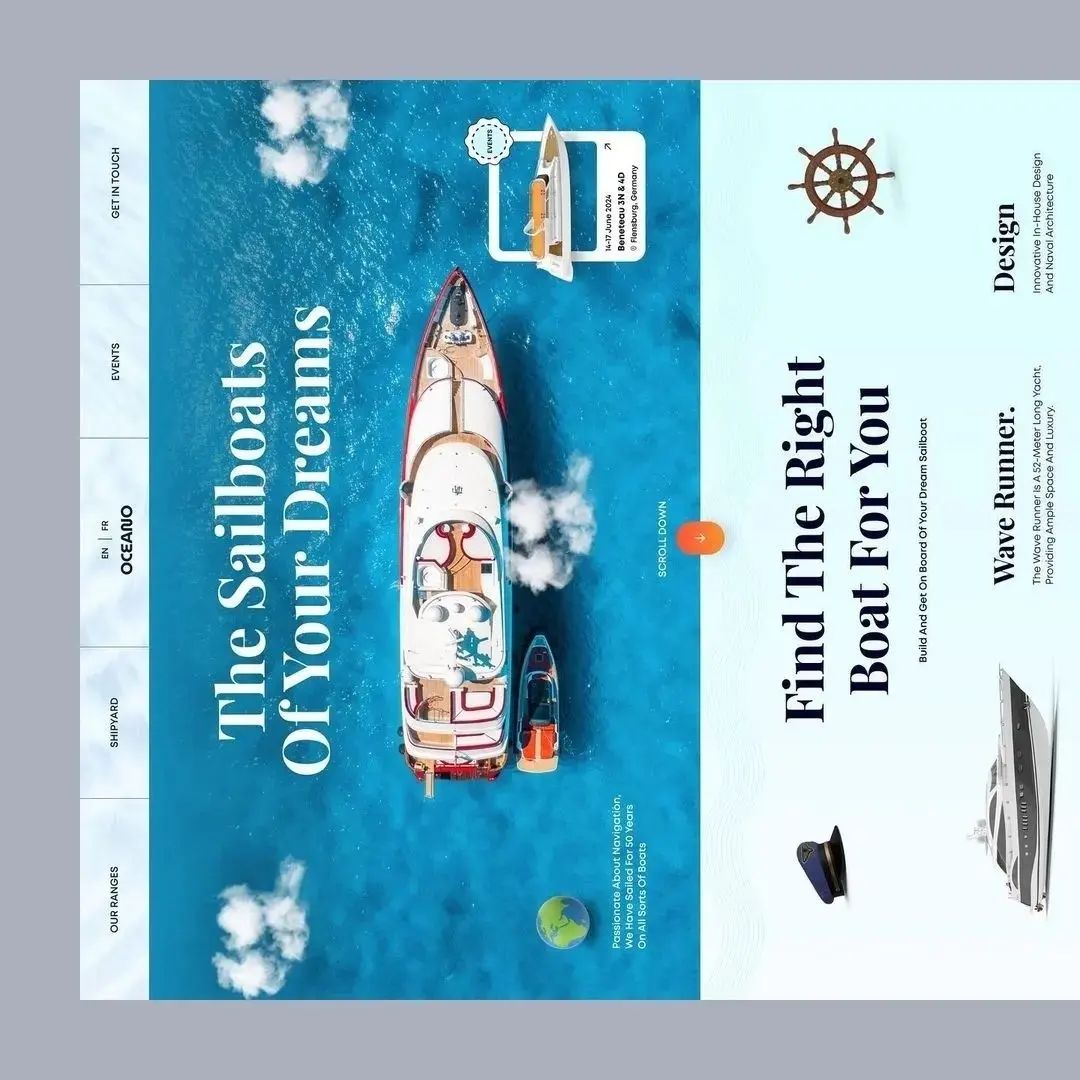 OUR RANGES
SHIPYARD
EN | FR
OCEANO
EVENTS
GET IN TOUCH
The Sailboats
Of Your Dreams
EVENTS
14-17 June 2024
Beneteau 3N & 4D
Flensburg, Germany
Passionate About Navigation,
We Have Sailed For 50 Years
On All Sorts Of Boats
SCROLL DOWN
Find The Right
Boat For You
Build And Get On Board Of Your Dream Sailboat
Wave Runner.
The Wave Runner Is A 52-Meter Long Yacht,
Providing Ample Space And Luxury.
Design
Innovative In-House Design
And Naval Architecture